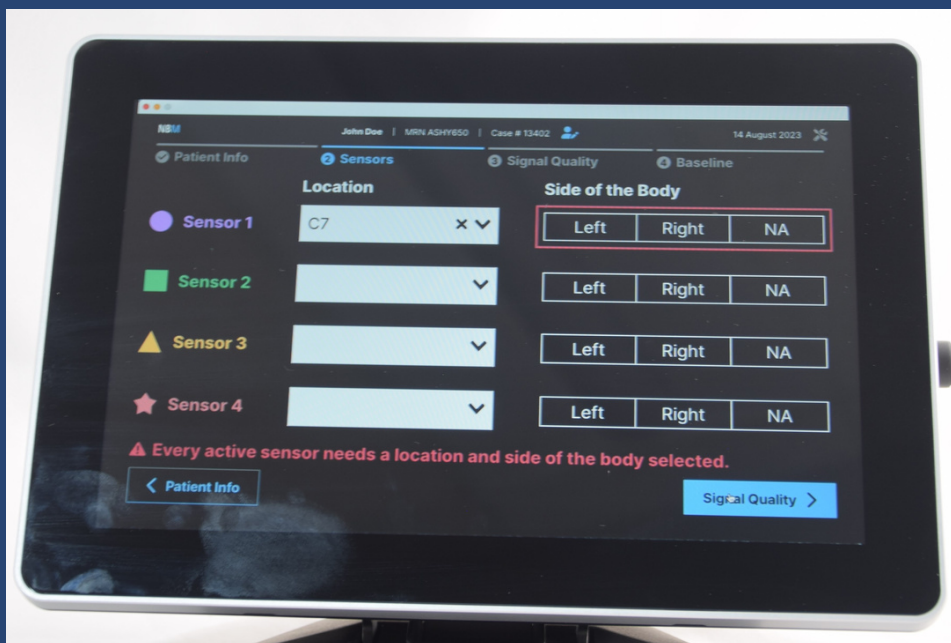 NBM
John Doe | MRN ASHY650 | Case # 13402
14 August 2023
Patient Info
2 Sensors
3 Signal Quality
4 Baseline
Location
Side of the Body
Sensor 1 C7 Left Right NA
Sensor 2 Left Right NA
Sensor 3 Left Right NA
Sensor 4 Left Right NA
Every active sensor needs a location and side of the body selected.
Patient Info
Signal Quality